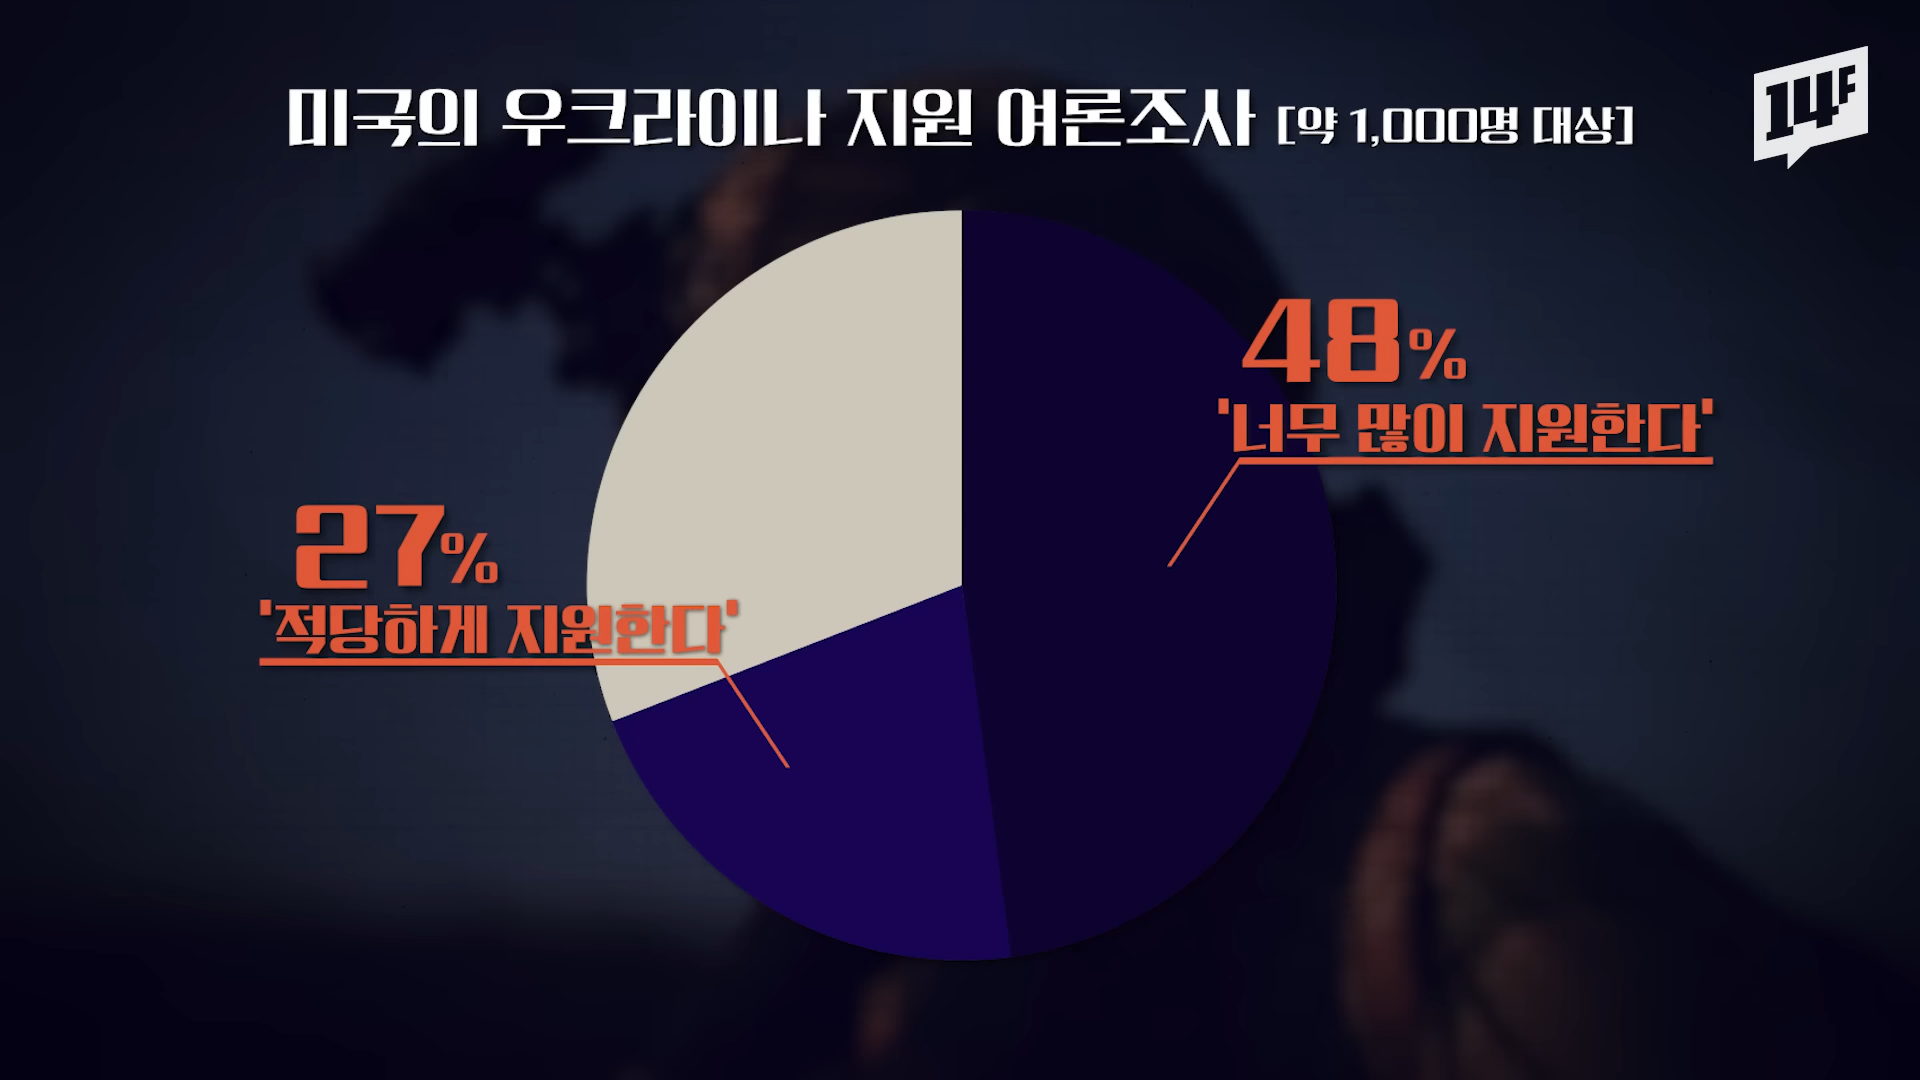 미국의 우크라이나 지원 여론조사 [약 1,000명 대상]
14F
48%
'너무 많이 지원한다'
27%
'적당하게 지원한다'